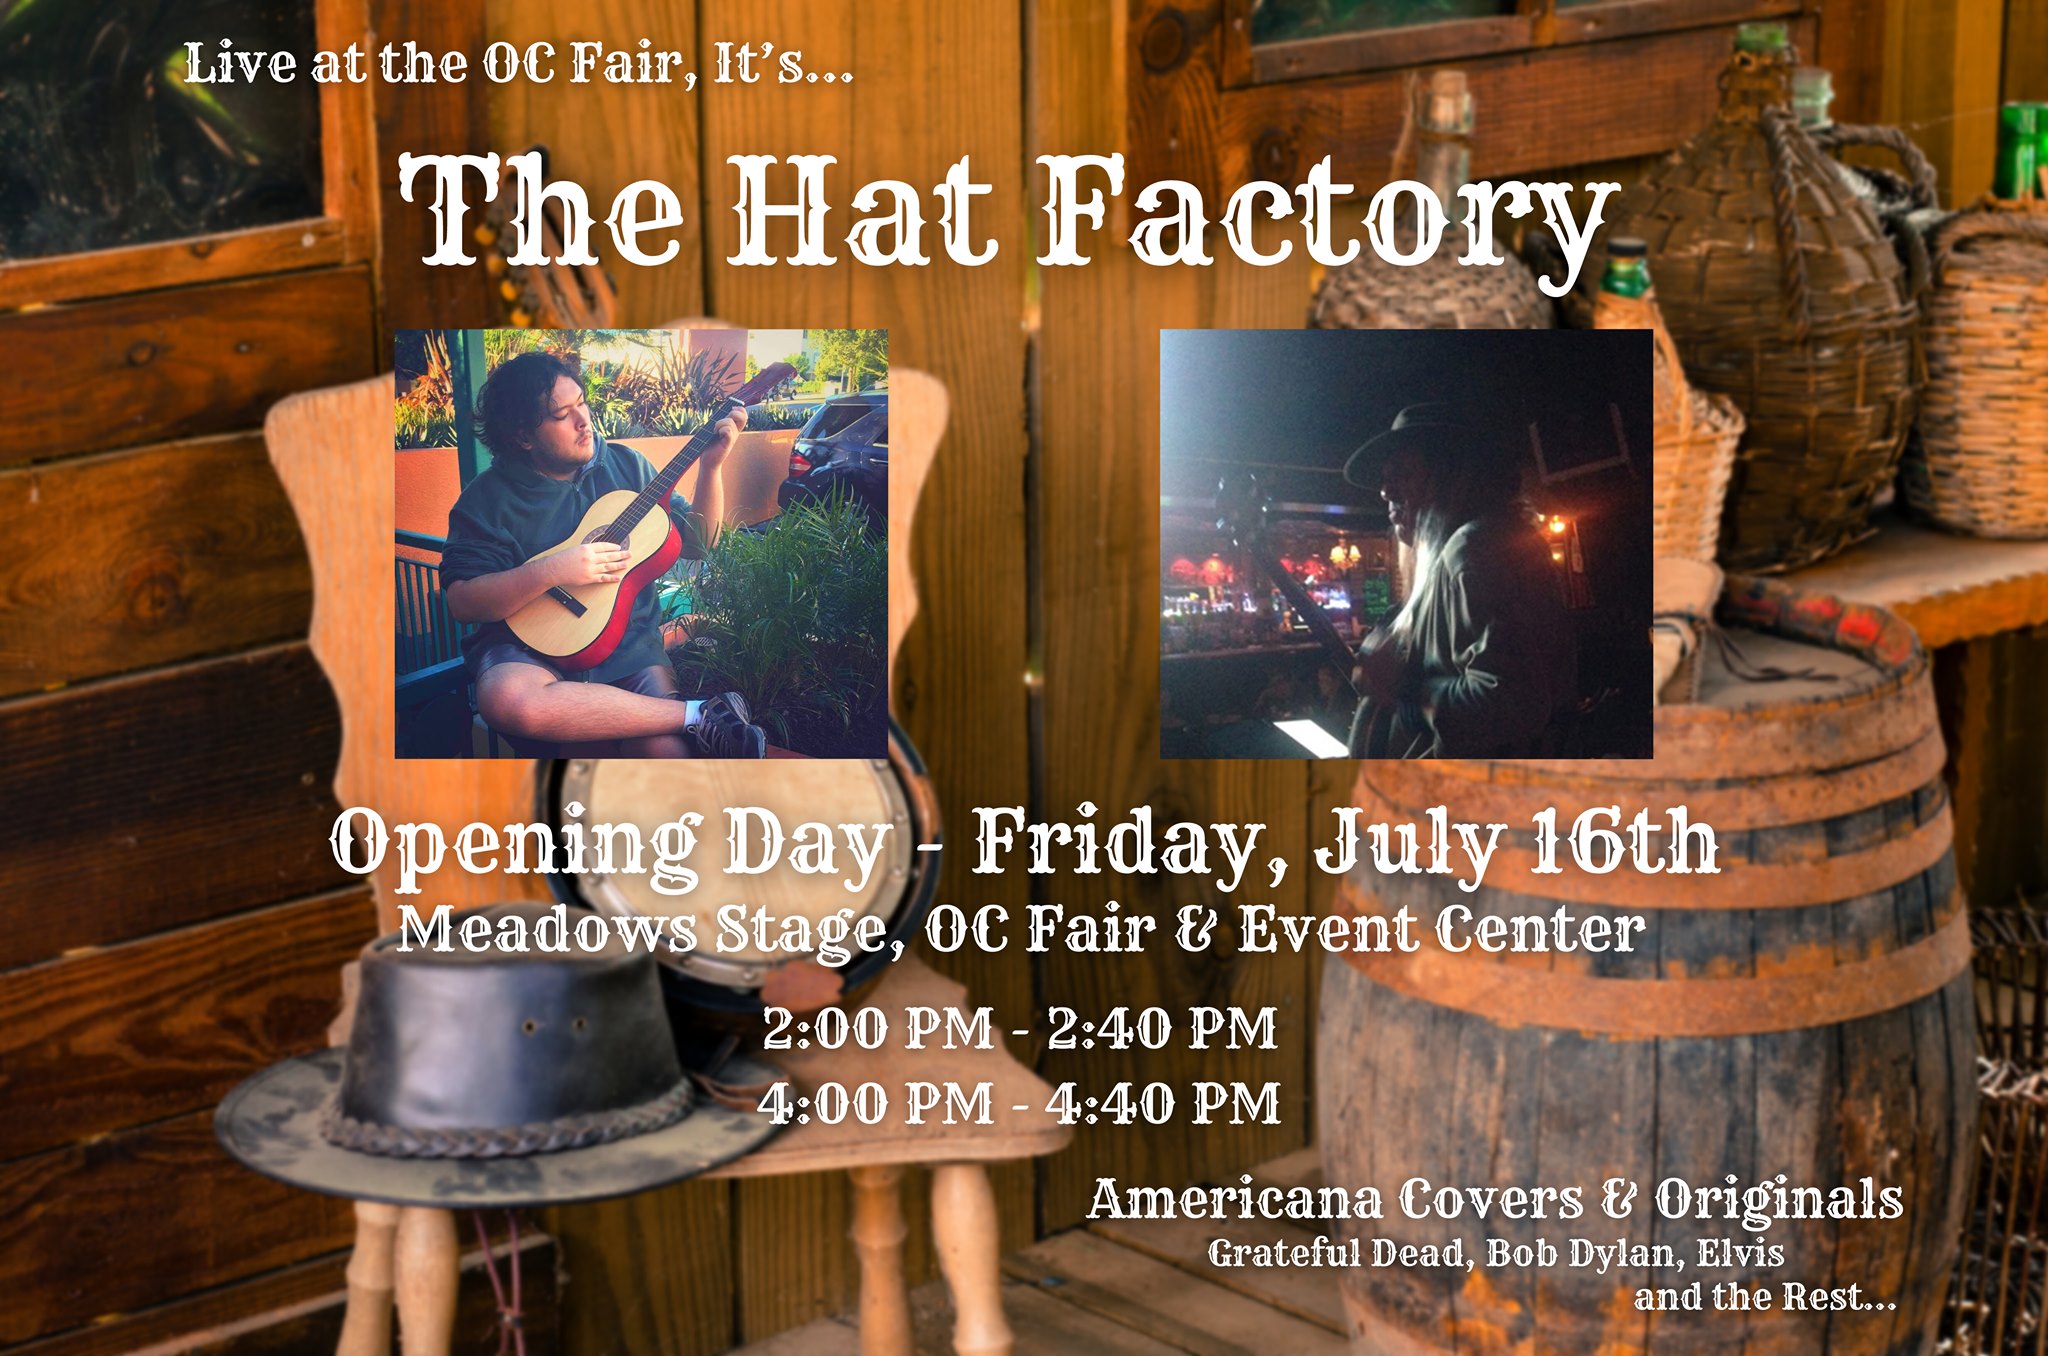 Live at the OC Fair, It's...
The Hat Factory
Opening Day - Friday, July 16th
Meadows Stage, OC Fair & Event Center
2:00 PM - 2:40 PM
4:00 PM - 4:40 PM
Americana Covers & Originals
Grateful Dead, Bob Dylan, Elvis
and the Rest...